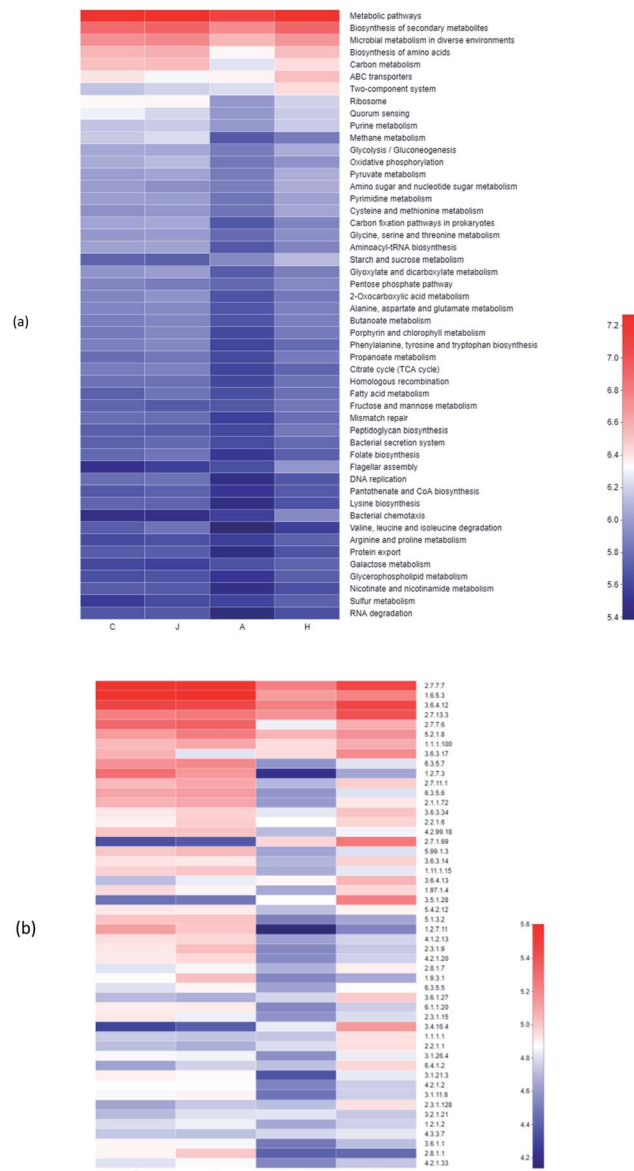 Metabolic pathways
Biosynthesis of secondary metabolites
Microbial metabolism in diverse environments
Biosynthesis of amino acids
Carbon metabolism
ABC transporters
Two-component system
Ribosome
Quorum sensing
Purine metabolism
Methane metabolism
Glycolysis / Gluconeogenesis
Oxidative phosphorylation
Pyruvate metabolism
Amino sugar and nucleotide sugar metabolism
Pyrimidine metabolism
Cysteine and methionine metabolism
Carbon fixation pathways in prokaryotes
Glycine, serine and threonine metabolism
Aminoacyl-tRNA biosynthesis
Starch and sucrose metabolism
Glyoxylate and dicarboxylate metabolism
Pentose phosphate pathway
2-Oxocarboxylic acid metabolism
Alanine, aspartate and glutamate metabolism
Butanoate metabolism
Porphyrin and chlorophyll metabolism
Phenylalanine, tyrosine and tryptophan biosynthesis
Propanoate metabolism
Citrate cycle (TCA cycle)
Homologous recombination
Fatty acid metabolism
Fructose and mannose metabolism
Mismatch repair
Peptidoglycan biosynthesis
Bacterial secretion system
Folate biosynthesis
Flagellar assembly
DNA replication
Pantothenate and CoA biosynthesis
Lysine biosynthesis
Bacterial chemotaxis
Valine, leucine and isoleucine degradation
Arginine and proline metabolism
Protein export
Galactose metabolism
Glycerophospholipid metabolism
Nicotinate and nicotinamide metabolism
Sulfur metabolism
RNA degradation
C J A H
(a)
7.2
7.0
6.8
6.6
6.4
6.2
6.0
5.8
5.6
5.4
2.7.7.7
1.6.5.3
3.6.4.12
2.7.13.3
2.7.7.6
5.2.1.8
1.1.1.100
3.6.3.17
6.3.5.7
1.2.7.3
2.7.11.1
6.3.5.6
2.1.1.72
3.6.3.34
2.2.1.6
4.2.99.18
2.7.1.69
5.99.1.3
3.6.3.14
1.11.1.15
3.6.4.13
1.97.1.4
3.5.1.28
5.4.2.12
5.1.3.2
1.2.7.11
4.1.2.13
2.3.1.9
4.2.1.20
2.8.1.7
1.9.3.1
6.3.5.5
3.6.1.27
6.1.1.20
2.3.1.15
3.4.16.4
1.1.1.1
2.2.1.1
3.1.26.4
6.4.1.2
3.1.21.3
4.2.1.2
3.1.11.6
2.3.1.128
3.2.1.21
1.2.1.2
4.3.3.7
3.6.1.1
2.8.1.1
4.2.1.33
(b)
5.6
5.4
5.2
5.0
4.8
4.6
4.4
4.2